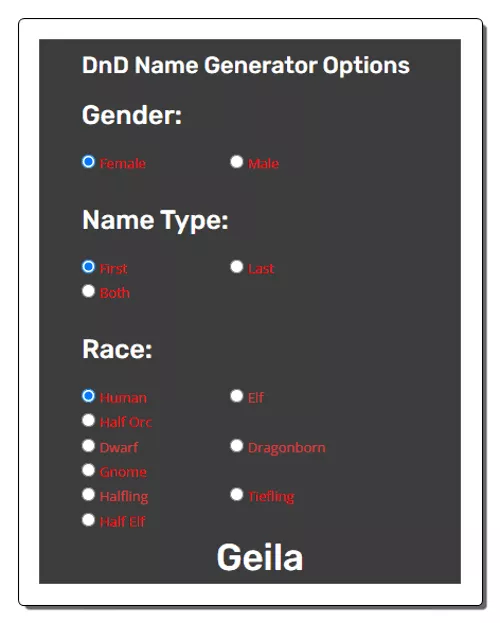 DnD Name Generator Options
Gender:
Female Male
Name Type:
First Last
Both
Race:
Human Elf
Half Orc
Dwarf Dragonborn
Gnome
Halfling Tiefling
Half Elf
Geila